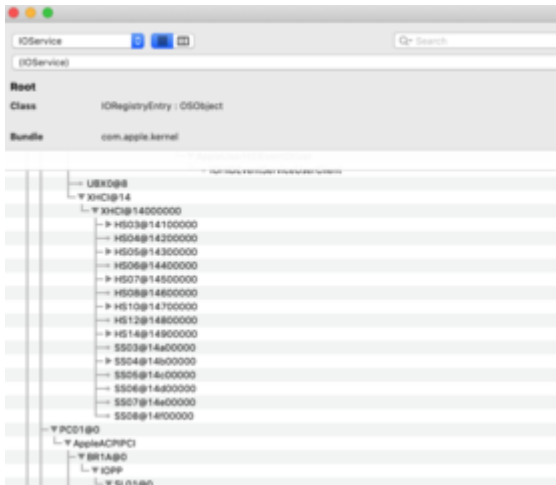 IOService
Search
(IOService)
Root
Class IORegistryEntry : OSObject
Bundle com.apple.kernel
UBX0@8
XHCI@14
XHCI@14000000
HS03@14100000
HS04@14200000
HS05@14300000
HS06@14400000
HS07@14500000
HS08@14600000
HS10@14700000
HS12@14800000
HS14@14900000
SS03@14a00000
SS04@14b00000
SS05@14c00000
SS06@14d00000
SS07@14e00000
SS08@14f00000
PC01@0
AppleACPIPCI
BR1A@0
IOPP
SL01@0